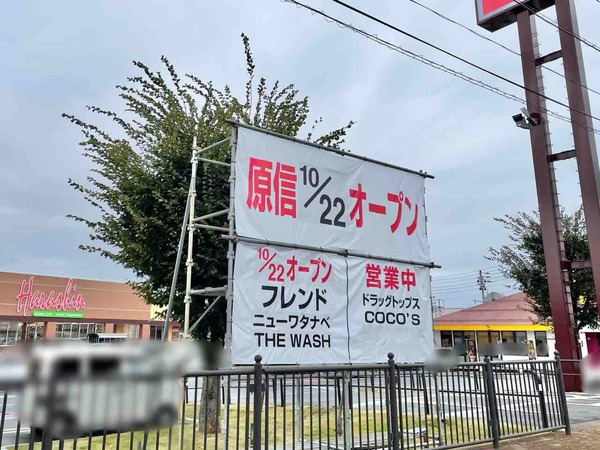 原信 10/22 オープン
10/22オープン
フレンド
ニューワタナベ
THE WASH
営業中
ドラッグトップス
COCO'S
Harashin